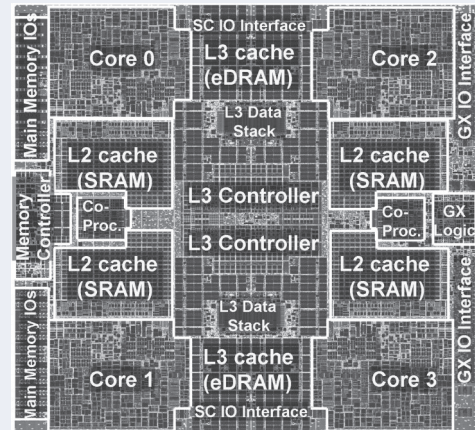 SC IO Interface
Main Memory IOs
Core 0
L3 cache
(eDRAM)
Core 2
GX IO Interface
L3 Data
Stack
L2 cache
(SRAM)
L2 cache
(SRAM)
L3 Controller
Memory
Controller
Co-
Proc.
Co-
Proc.
GX
Logic
L3 Controller
L2 cache
(SRAM)
L2 cache
(SRAM)
L3 Data
Stack
Main Memory IOs
Core 1
L3 cache
(eDRAM)
Core 3
GX IO Interface
SC IO Interface